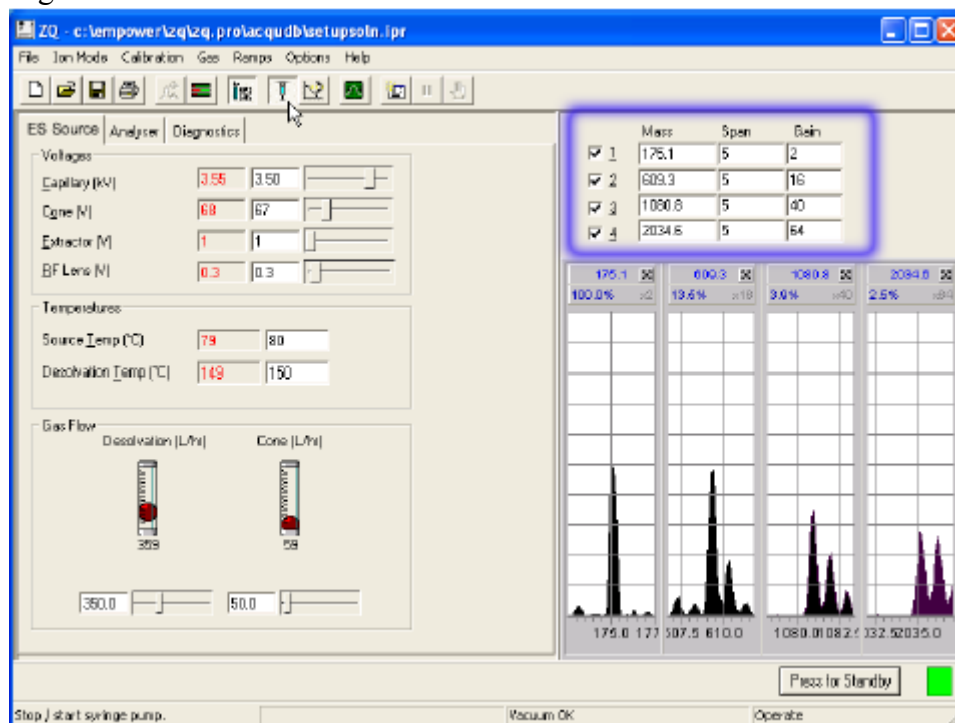 ZQ - c:\empower\zq\zq.pro\acqudb\setupsoln.ipr
File Ion Mode Calibration Gas Ramps Options Help
ES Source Analyser Diagnostics
Voltages
Capillary (kV) 3.55 3.50
Cone (V) 68 67
Extractor (V) 1 1
RF Lens (V) 0.3 0.3
Temperatures
Source Temp (°C) 79 80
Desolvation Temp (°C) 149 150
Gas Flow
Desolvation (L/hr) Cone (L/hr)
359 59
350.0 50.0
Mass Span Gain
1 175.1 5 2
2 609.3 5 16
3 1080.8 5 40
4 2034.6 5 64
175.1 609.3 1080.8 2034.6
100.0% x2 13.6% x16 3.9% x40 2.5% x64
175.0 177 607.5 610.0 1080.0 1082.5 032.5 2035.0
Press for Standby
Stop / start syringe pump. Vacuum OK Operate